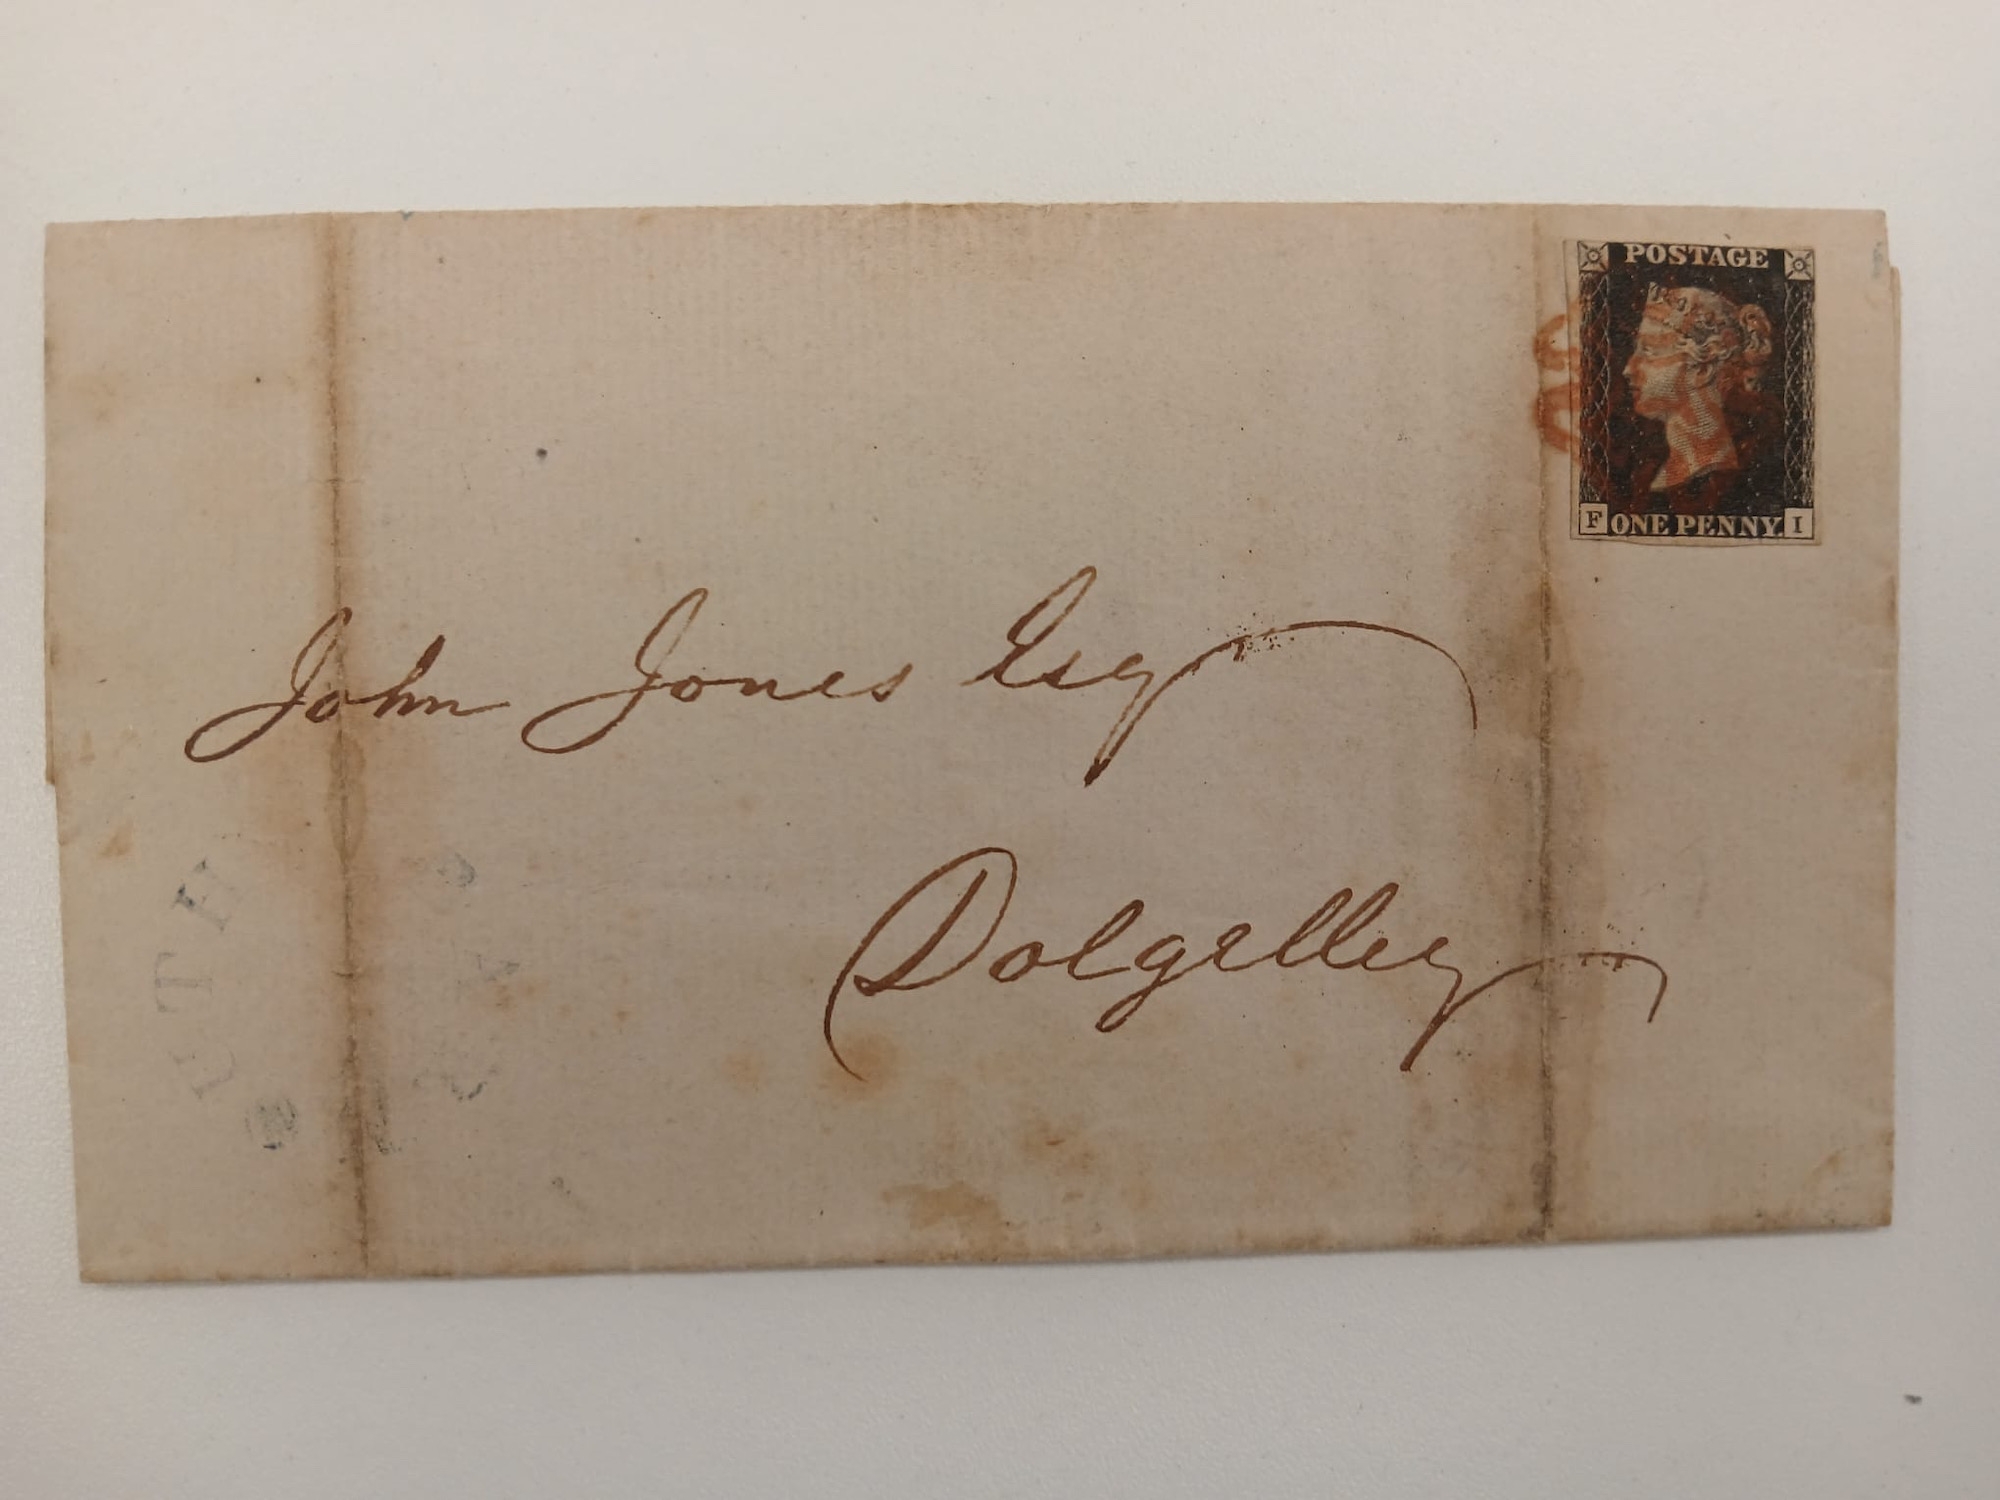 POSTAGE
F ONE PENNY. I
John Jones Esq
Dolgelley